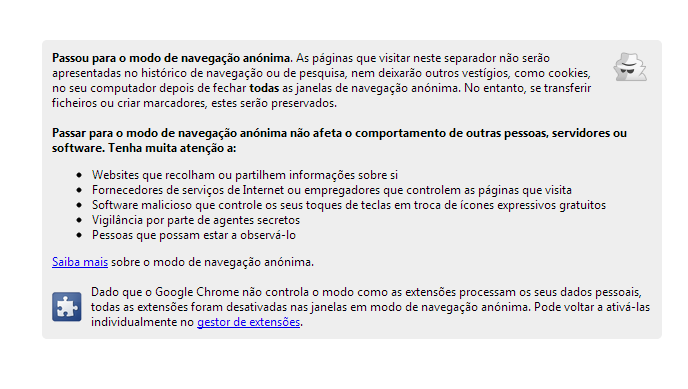 Passou para o modo de navegação anónima. As páginas que visitar neste separador não serão
apresentadas no histórico de navegação ou de pesquisa, nem deixarão outros vestígios, como cookies,
no seu computador depois de fechar todas as janelas de navegação anónima. No entanto, se transferir
ficheiros ou criar marcadores, estes serão preservados.
Passar para o modo de navegação anónima não afeta o comportamento de outras pessoas, servidores ou
software. Tenha muita atenção a:
• Websites que recolham ou partilhem informações sobre si
• Fornecedores de serviços de Internet ou empregadores que controlem as páginas que visita
• Software malicioso que controle os seus toques de teclas em troca de ícones expressivos gratuitos
• Vigilância por parte de agentes secretos
• Pessoas que possam estar a observá-lo
Saiba mais sobre o modo de navegação anónima.
Dado que o Google Chrome não controla o modo como as extensões processam os seus dados pessoais,
todas as extensões foram desativadas nas janelas em modo de navegação anónima. Pode voltar a ativá-las
individualmente no gestor de extensões.